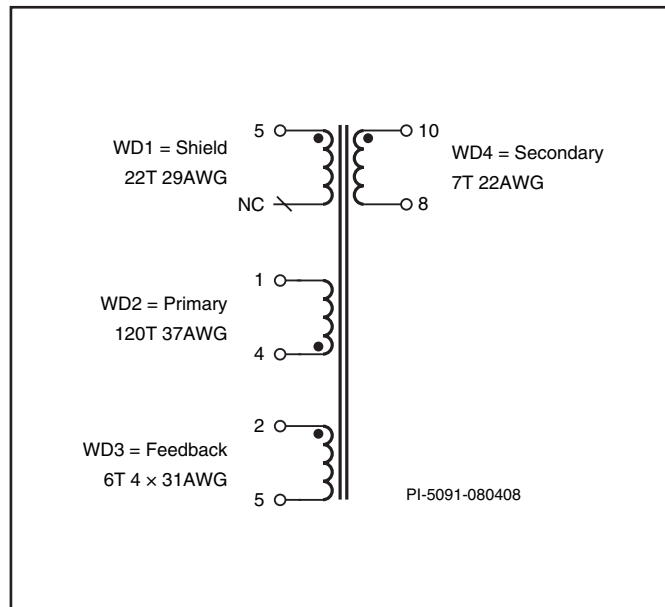 5
WD1 = Shield
22T 29AWG
NC
10
WD4 = Secondary
7T 22AWG
8
1
WD2 = Primary
120T 37AWG
4
2
WD3 = Feedback
6T 4 × 31AWG
5
PI-5091-080408